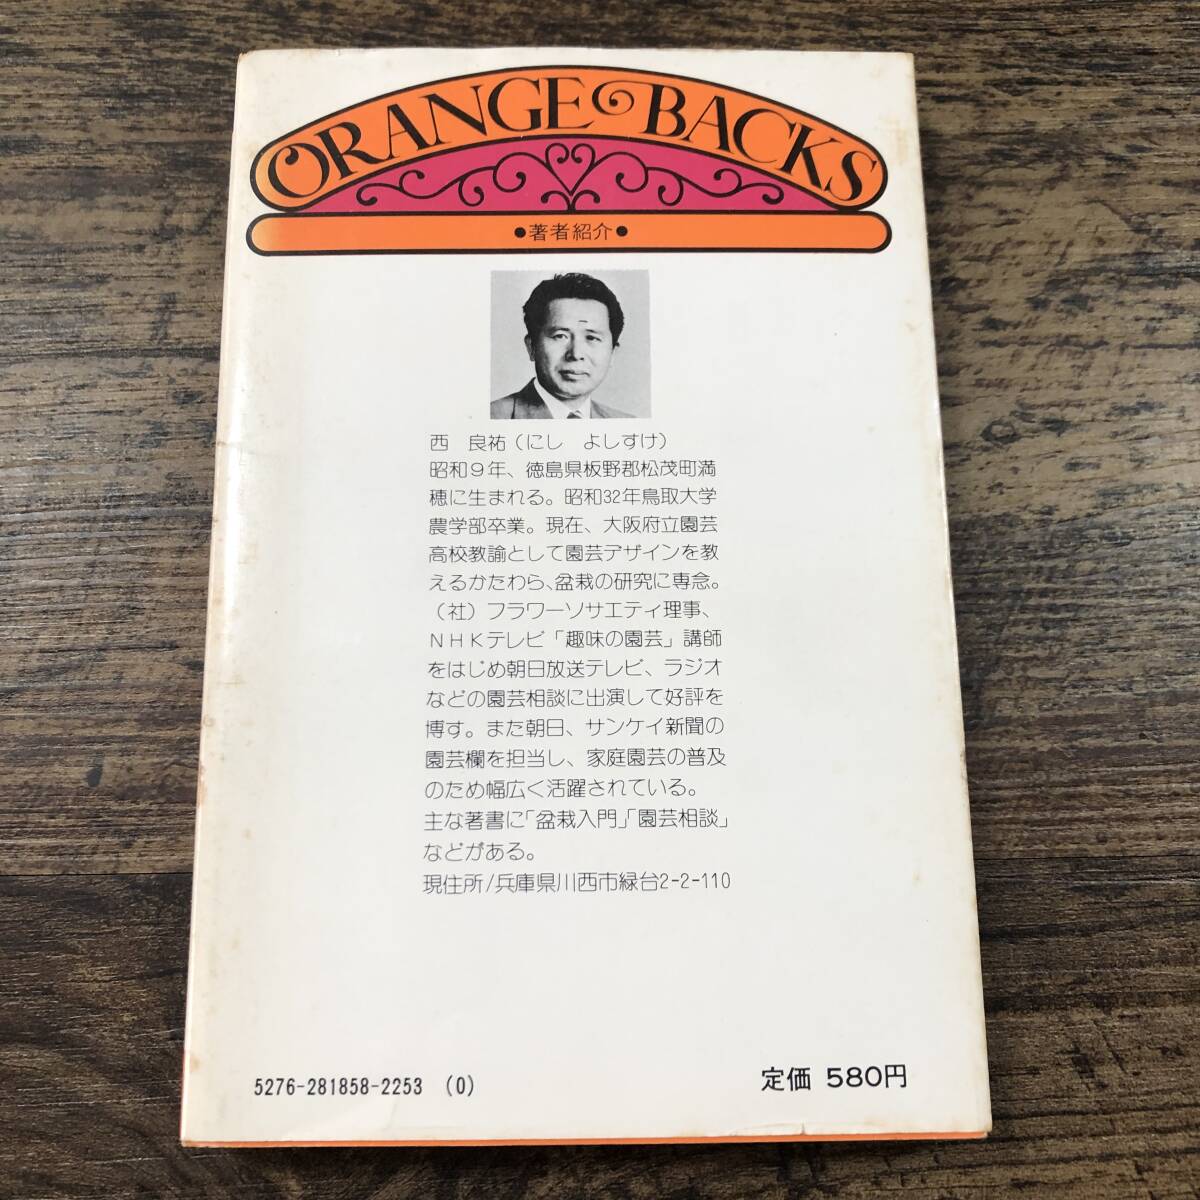 ORANGE BACKS
●著者紹介●
西　良祐（にし　よしすけ）
昭和9年、徳島県板野郡松茂町満
穂に生まれる。昭和32年鳥取大学
農学部卒業。現在、大阪府立園芸
高校教諭として園芸デザインを教
えるかたわら、盆栽の研究に専念。
（社）フラワーソサエティ理事、
NHKテレビ「趣味の園芸」講師
をはじめ朝日放送テレビ、ラジオ
などの園芸相談に出演して好評を
博す。また朝日、サンケイ新聞の
園芸欄を担当し、家庭園芸の普及
のため幅広く活躍されている。
主な著書に「盆栽入門」「園芸相談」
などがある。
現住所/兵庫県川西市緑台2-2-110
5276-281858-2253 (0)
定価 580円